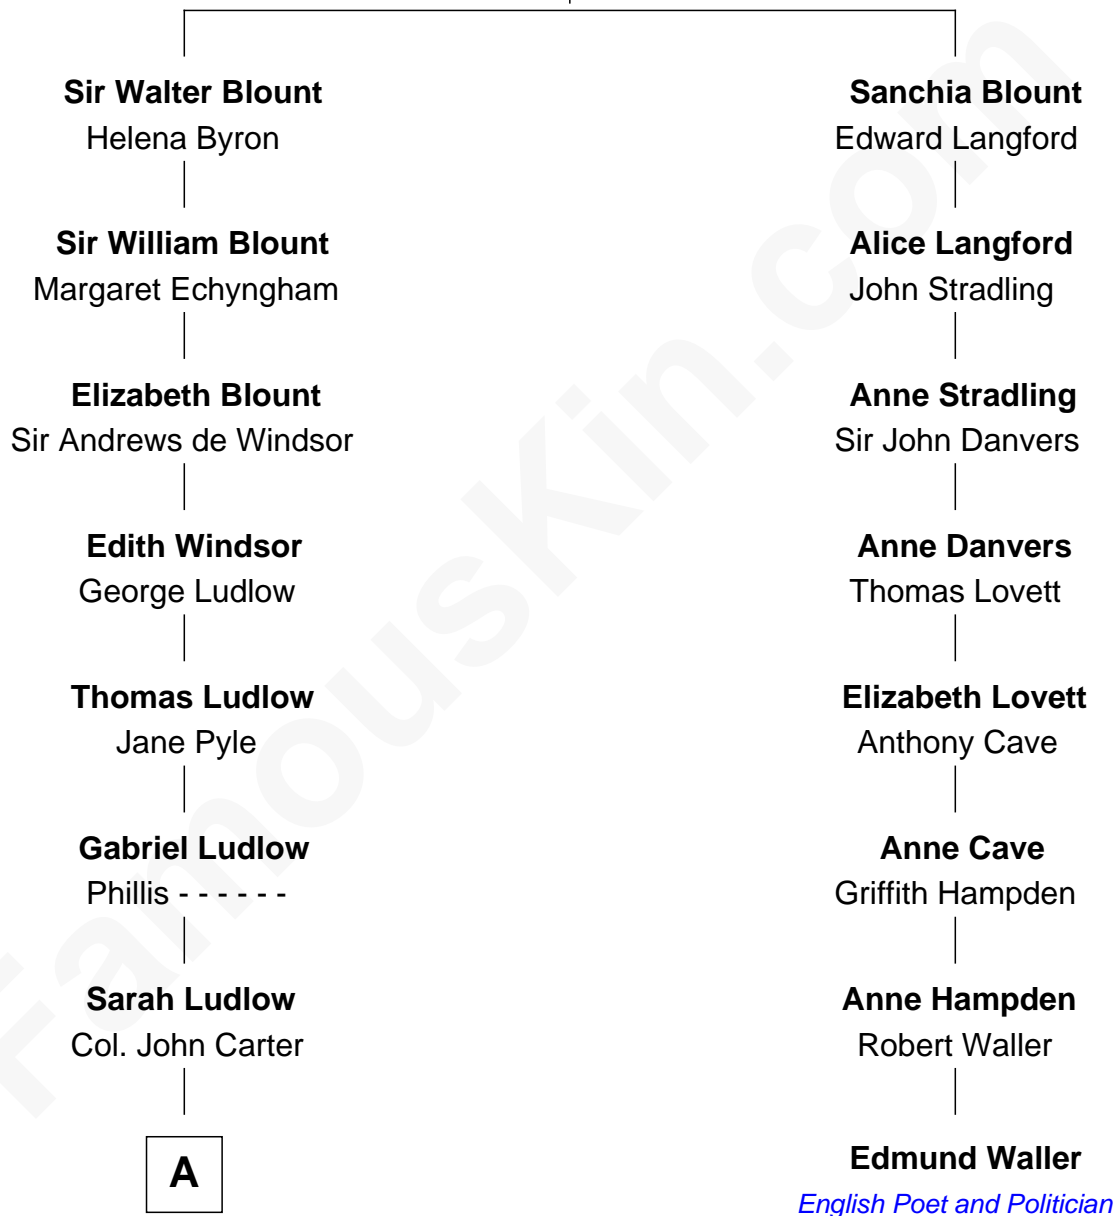 Sir Walter Blount
Helena Byron
Sir William Blount
Margaret Echyngham
Elizabeth Blount
Sir Andrews de Windsor
Edith Windsor
George Ludlow
Thomas Ludlow
Jane Pyle
Gabriel Ludlow
Phillis - - - - - -
Sarah Ludlow
Col. John Carter
A
Sanchia Blount
Edward Langford
Alice Langford
John Stradling
Anne Stradling
Sir John Danvers
Anne Danvers
Thomas Lovett
Elizabeth Lovett
Anthony Cave
Anne Cave
Griffith Hampden
Anne Hampden
Robert Waller
Edmund Waller
English Poet and Politician
FamousKin.com